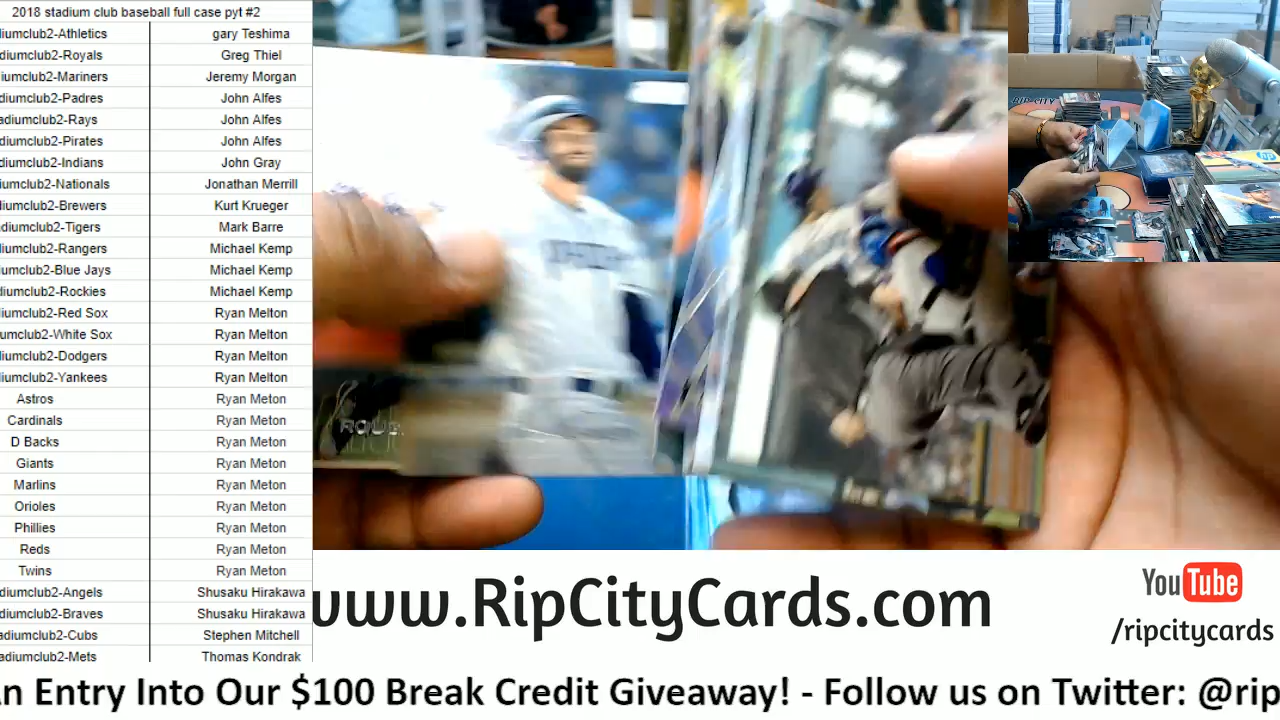 2018 stadium club baseball full case pyt #2
diumclub2-Athletics gary Teshima
diumclub2-Royals Greg Thiel
iumclub2-Mariners Jeremy Morgan
diumclub2-Padres John Alfes
adiumclub2-Rays John Alfes
diumclub2-Pirates John Alfes
diumclub2-Indians John Gray
iumclub2-Nationals Jonathan Merrill
diumclub2-Brewers Kurt Krueger
adiumclub2-Tigers Mark Barre
diumclub2-Rangers Michael Kemp
diumclub2-Blue Jays Michael Kemp
diumclub2-Rockies Michael Kemp
diumclub2-Red Sox Ryan Melton
umclub2-White Sox Ryan Melton
diumclub2-Dodgers Ryan Melton
diumclub2-Yankees Ryan Melton
Astros Ryan Meton
Cardinals Ryan Meton
D Backs Ryan Meton
Giants Ryan Meton
Marlins Ryan Meton
Orioles Ryan Meton
Phillies Ryan Meton
Reds Ryan Meton
Twins Ryan Meton
adiumclub2-Angels Shusaku Hirakawa
diumclub2-Braves Shusaku Hirakawa
adiumclub2-Cubs Stephen Mitchell
adiumclub2-Mets Thomas Kondrak
www.RipCityCards.com
YouTube
/ripcitycards
n Entry Into Our $100 Break Credit Giveaway! - Follow us on Twitter: @rip